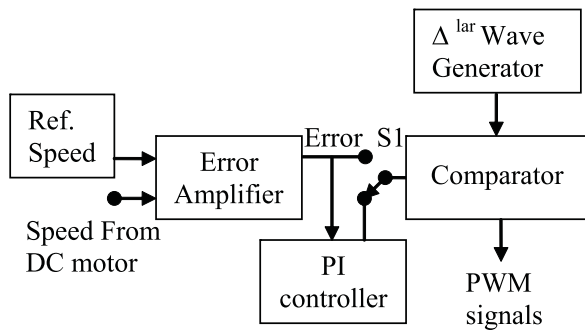 Δ lar Wave
Generator
Ref.
Speed
Error
S1
Error
Amplifier
Comparator
Speed From
DC motor
PI
controller
PWM
signals